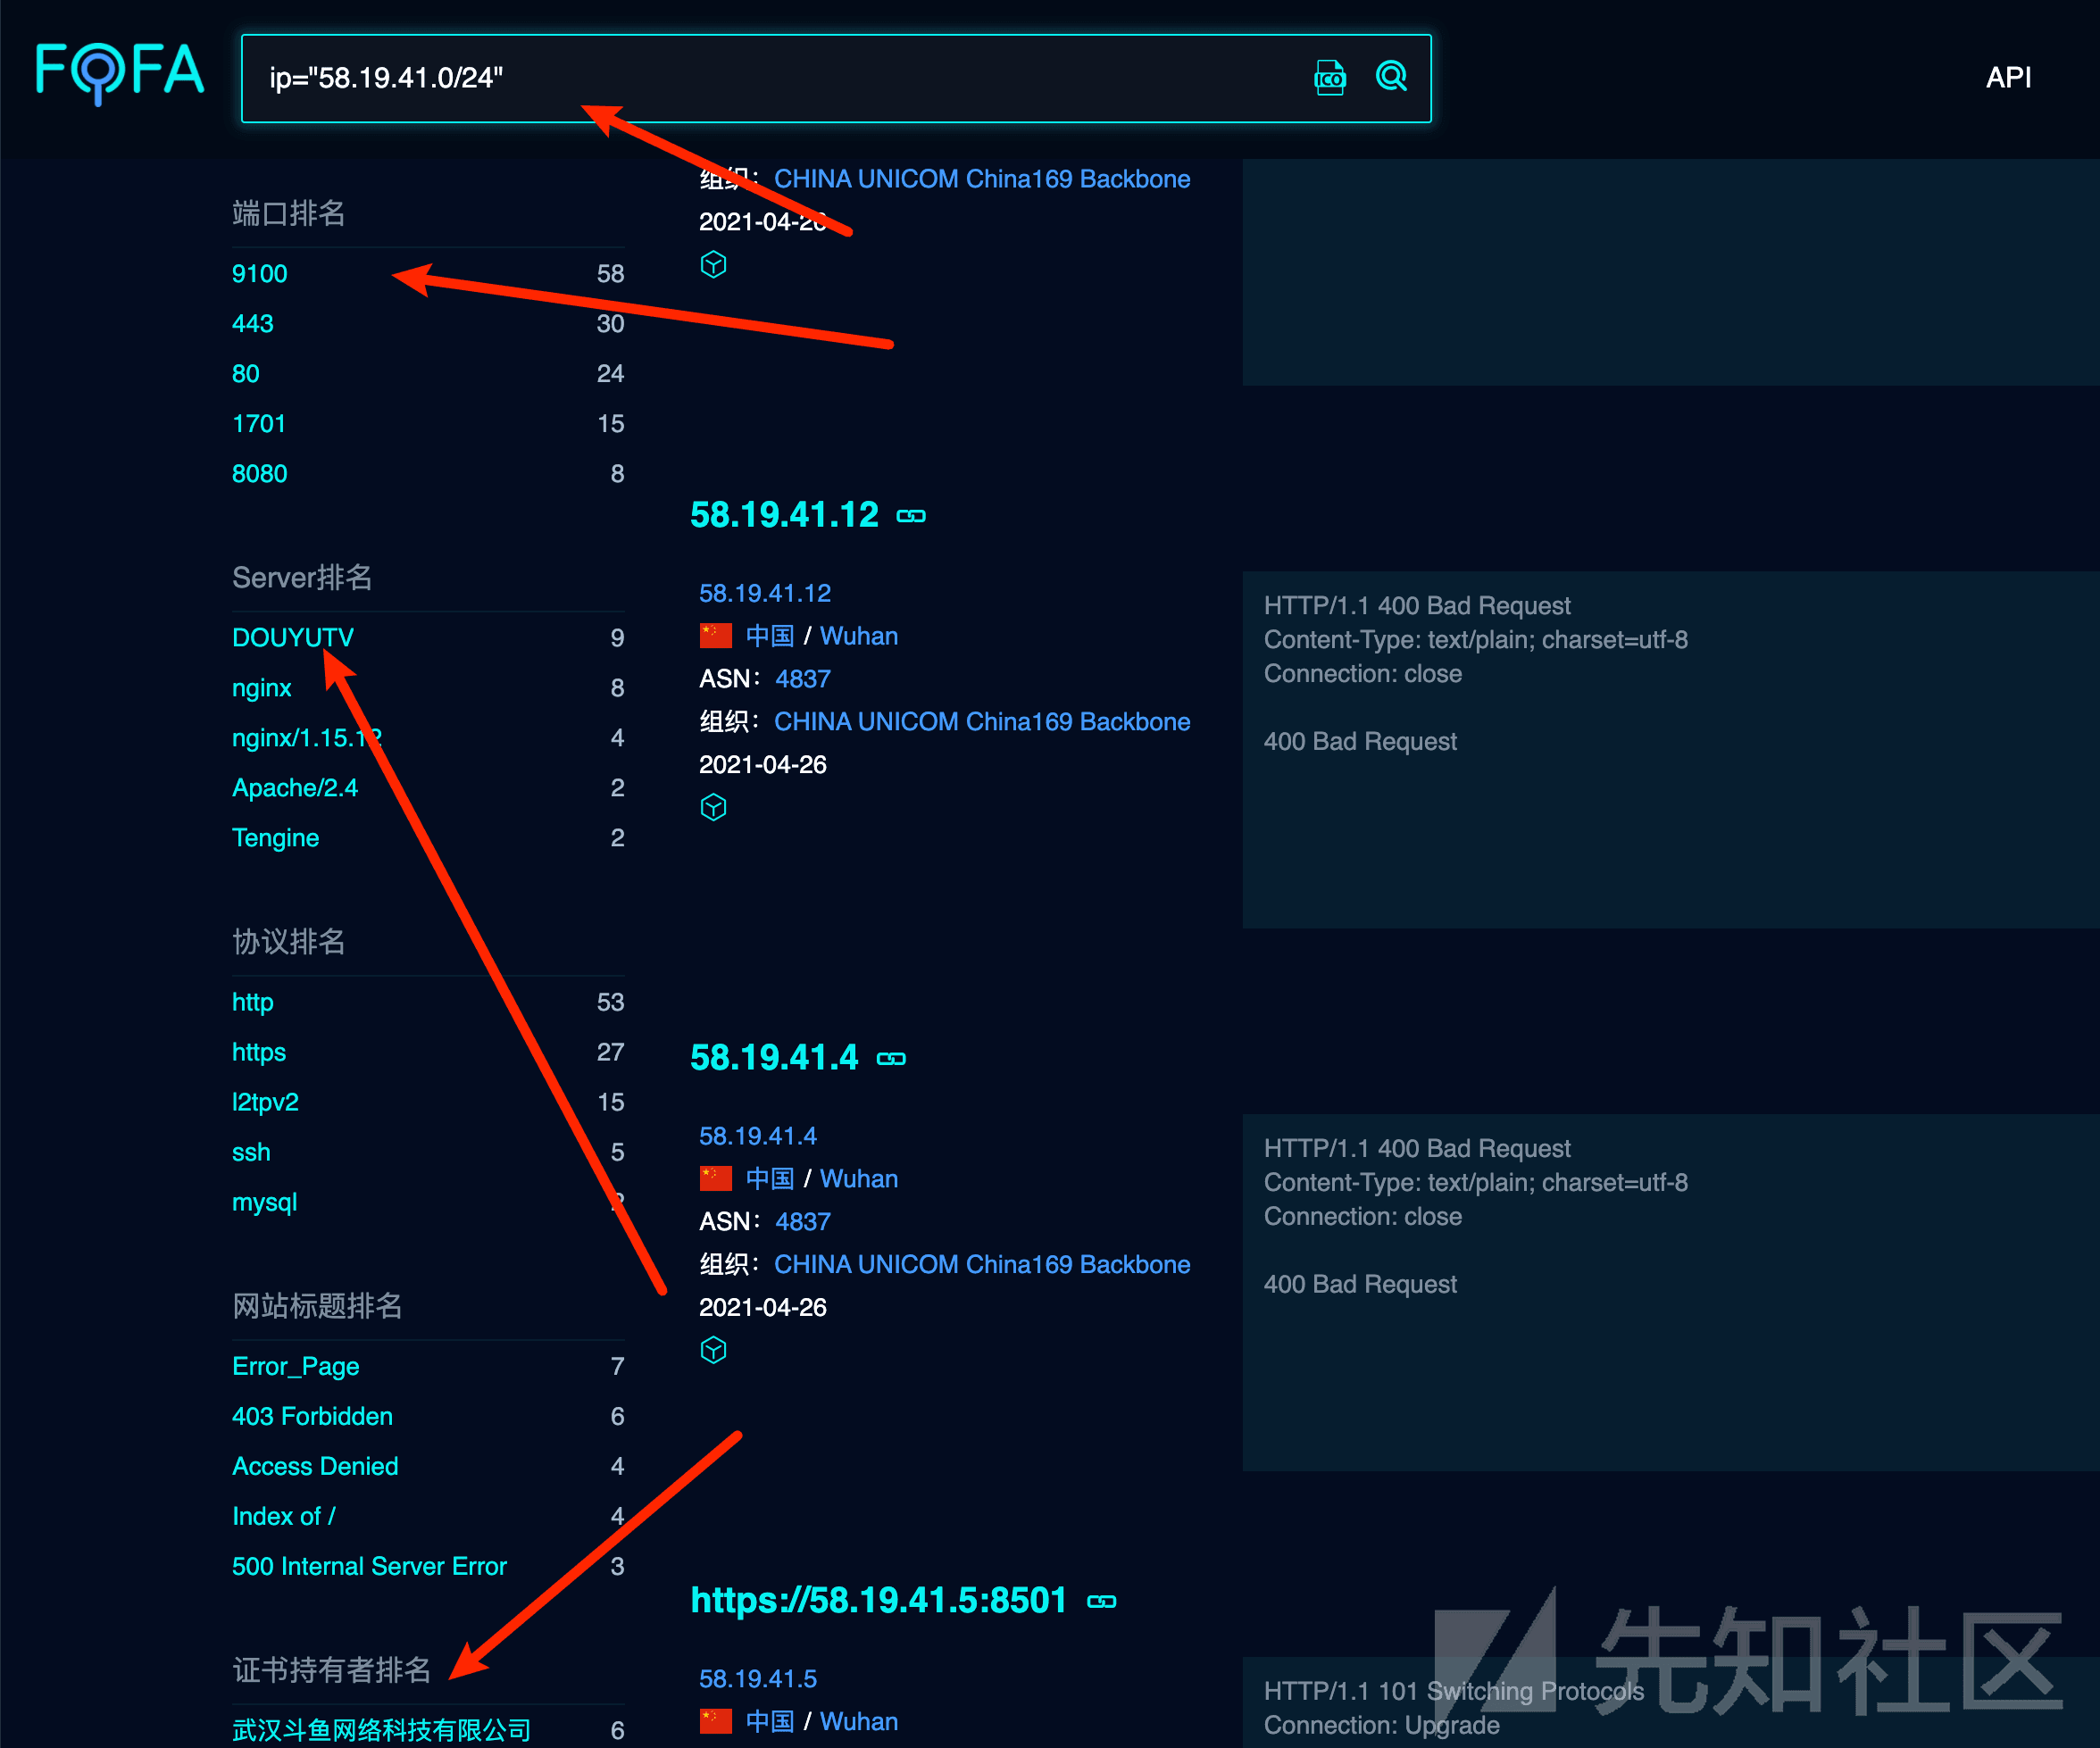 FOFA
ip="58.19.41.0/24"
ICO
API
端口排名
9100 58
443 30
80 24
1701 15
8080 8
Server排名
DOUYUTV 9
nginx 8
nginx/1.15.12 4
Apache/2.4 2
Tengine 2
协议排名
http 53
https 27
l2tpv2 15
ssh 5
mysql 2
网站标题排名
Error_Page 7
403 Forbidden 6
Access Denied 4
Index of / 4
500 Internal Server Error 3
证书持有者排名
武汉斗鱼网络科技有限公司 6
组织： CHINA UNICOM China169 Backbone
2021-04-26
58.19.41.12
58.19.41.12
中国 / Wuhan
ASN： 4837
组织： CHINA UNICOM China169 Backbone
2021-04-26
HTTP/1.1 400 Bad Request
Content-Type: text/plain; charset=utf-8
Connection: close
400 Bad Request
58.19.41.4
58.19.41.4
中国 / Wuhan
ASN： 4837
组织： CHINA UNICOM China169 Backbone
2021-04-26
HTTP/1.1 400 Bad Request
Content-Type: text/plain; charset=utf-8
Connection: close
400 Bad Request
https://58.19.41.5:8501
58.19.41.5
中国 / Wuhan
HTTP/1.1 101 Switching Protocols
Connection: Upgrade
先知社区